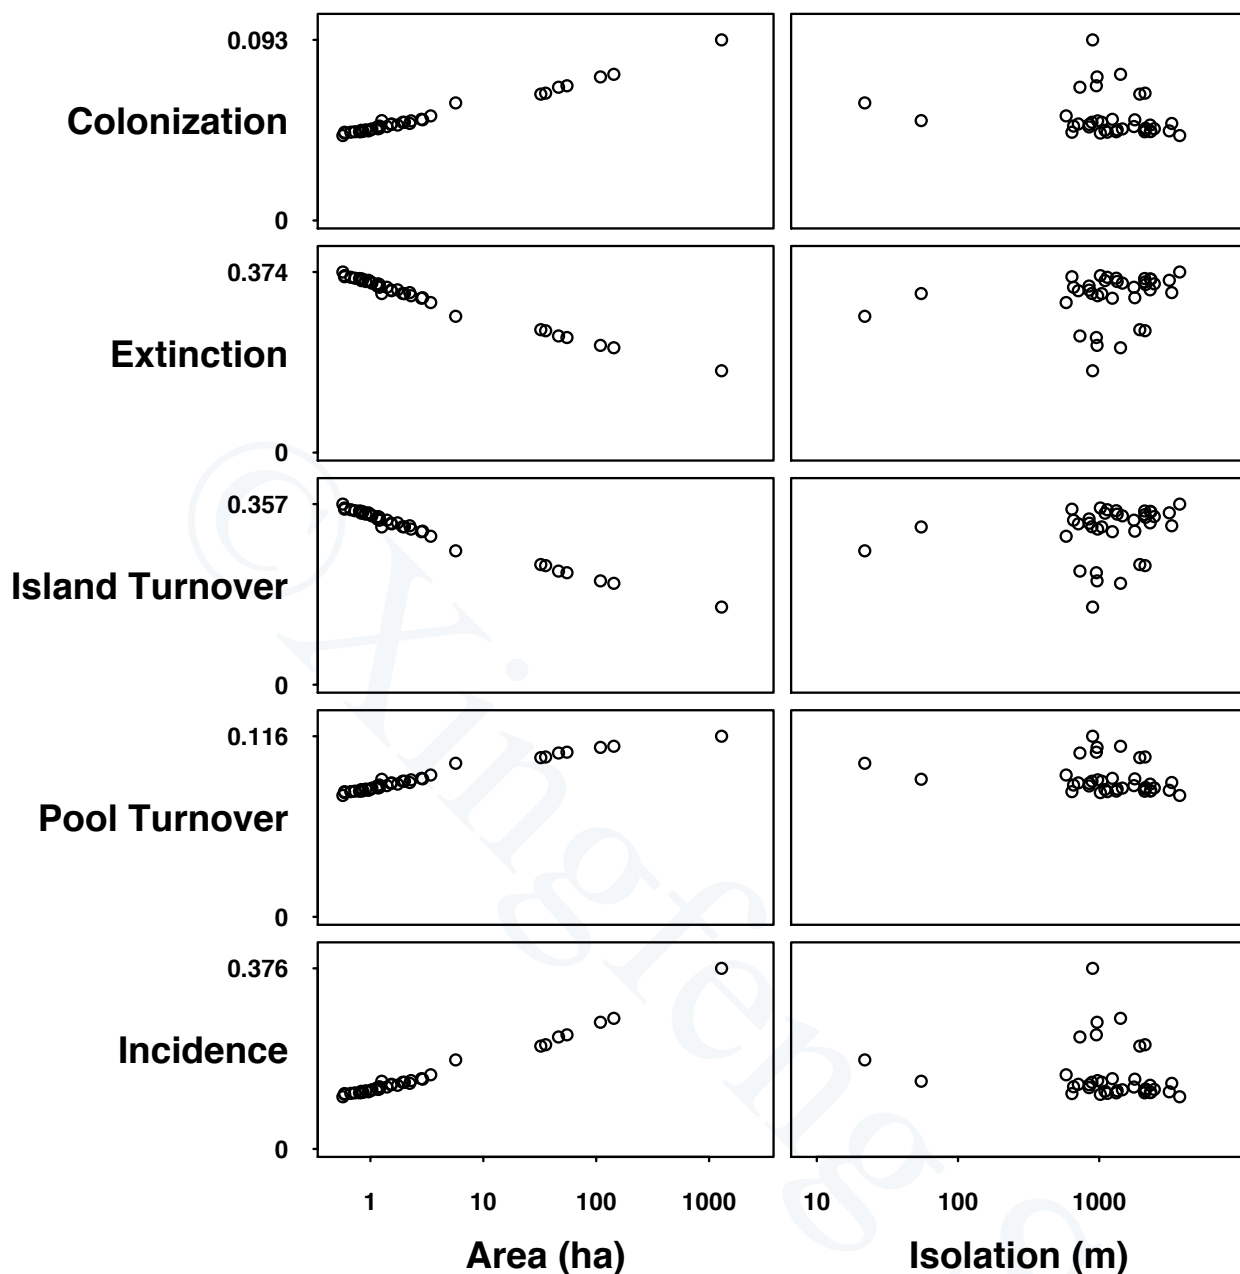 0.093
Colonization
0
0.374
Extinction
0
0.357
Island Turnover
0
0.116
Pool Turnover
0
0.376
Incidence
0
1 10 100 1000 10 100 1000
Area (ha) Isolation (m)
©Xingfeng